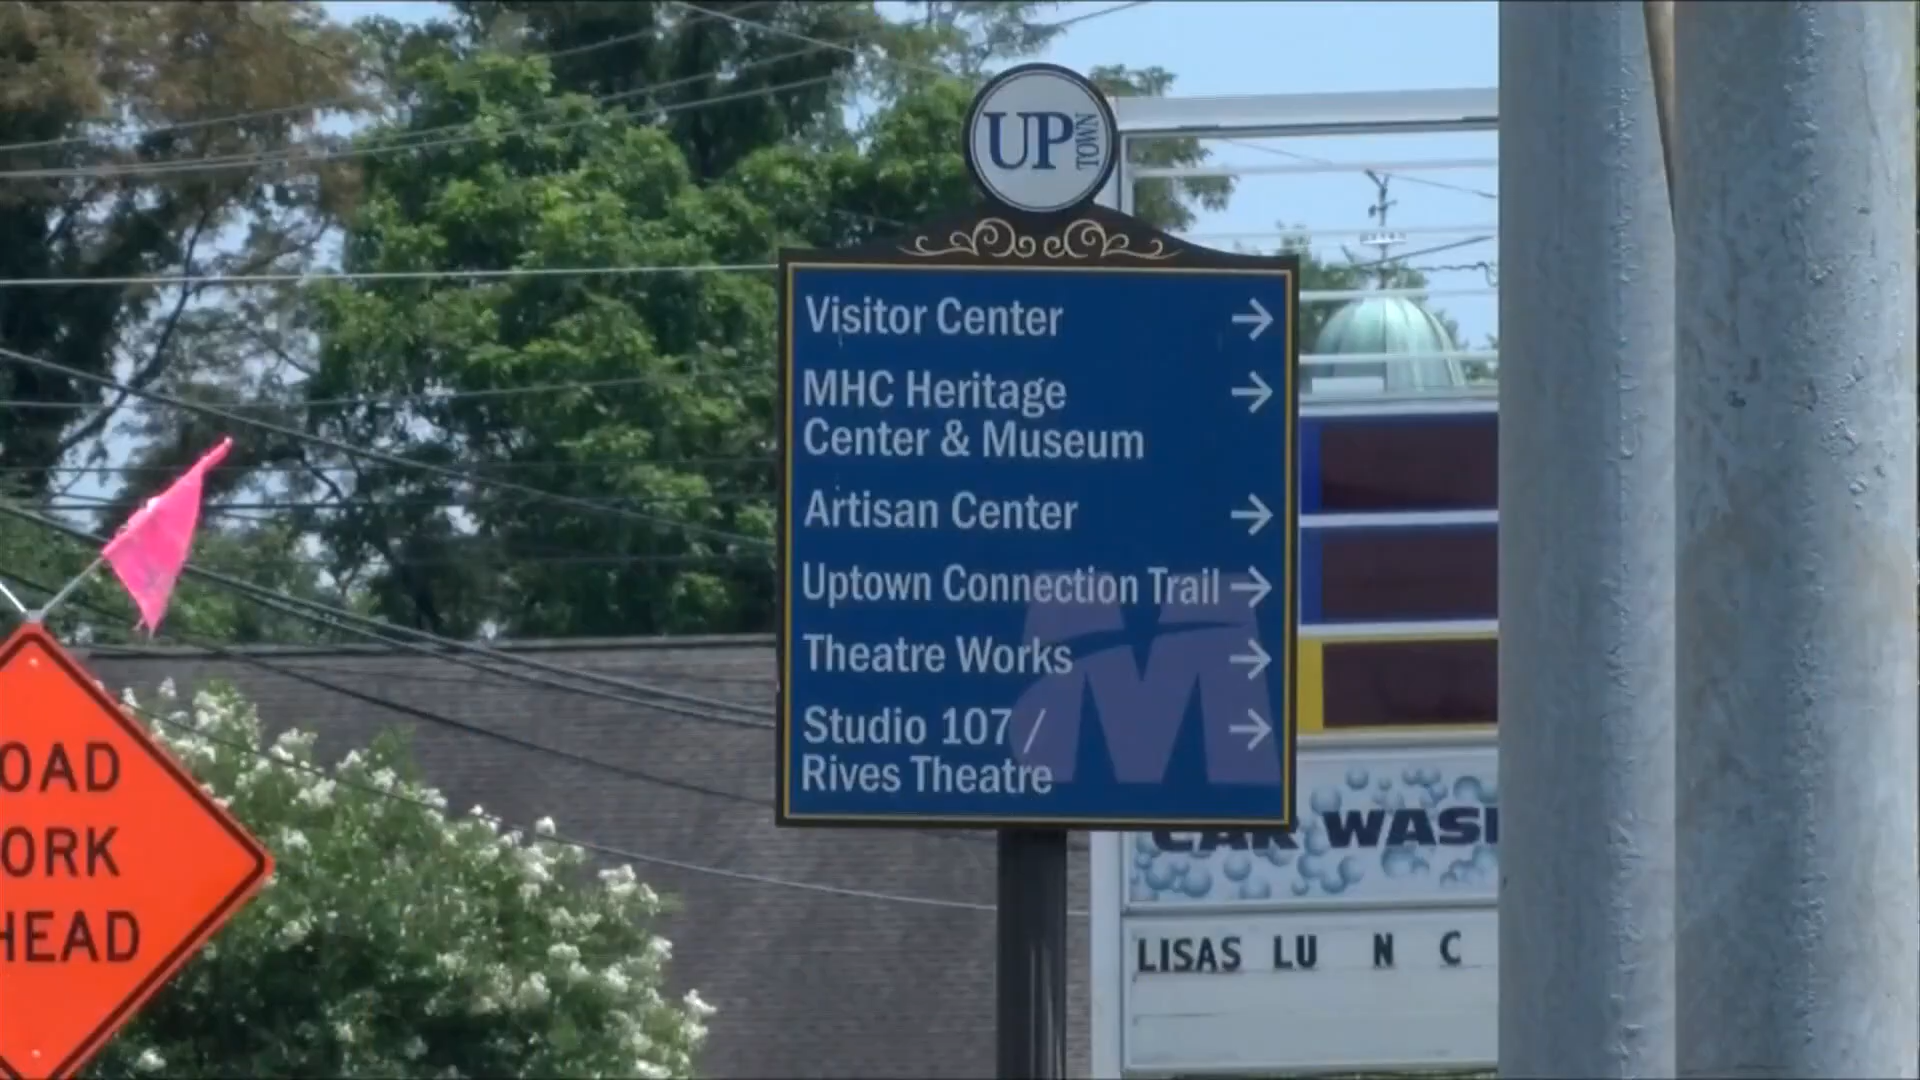 UP
TOWN
Visitor Center →
MHC Heritage →
Center & Museum
Artisan Center →
Uptown Connection Trail →
Theatre Works →
Studio 107 / →
Rives Theatre
M
OAD
ORK
HEAD
CAR WAS
LISAS LU N C